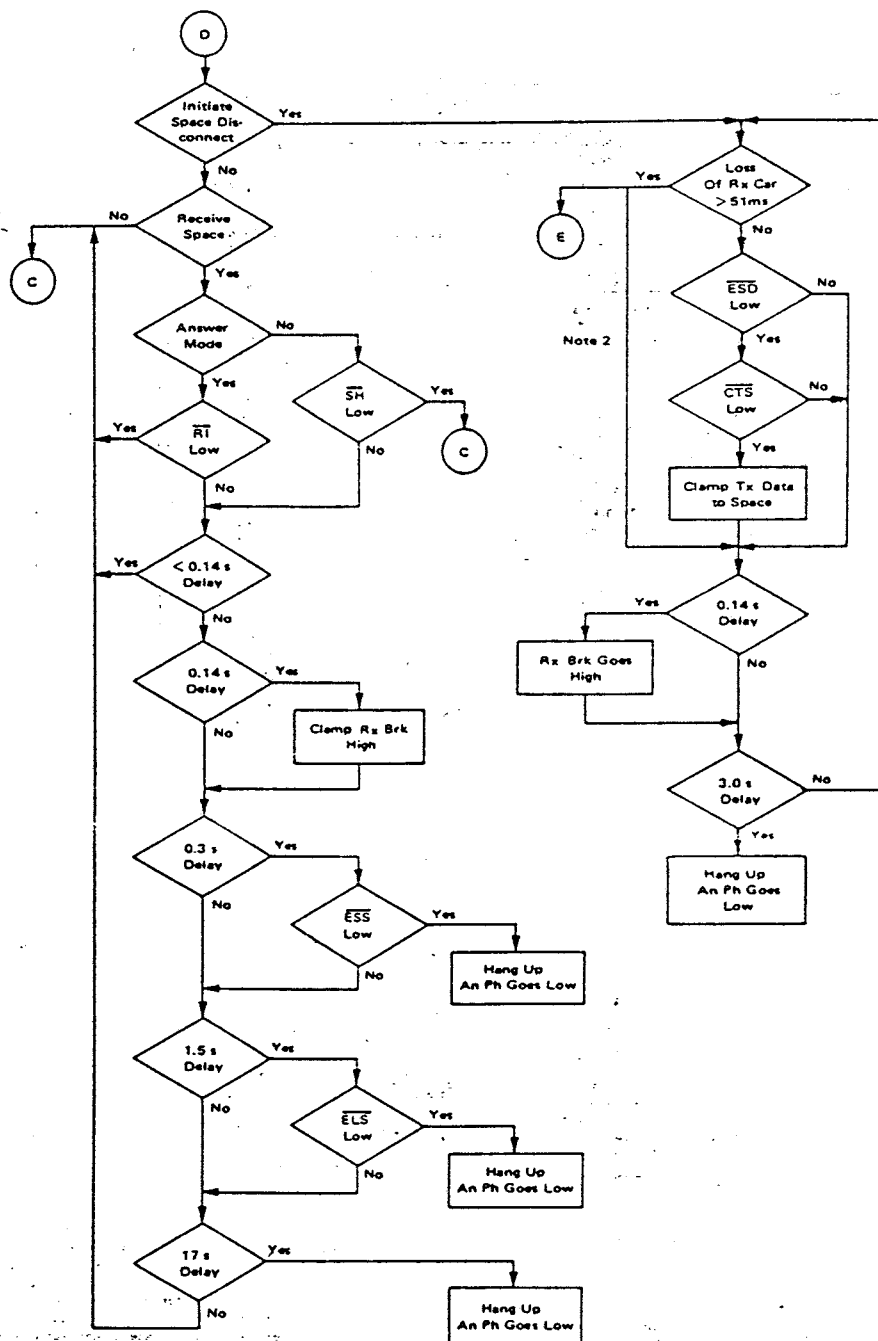 D
Initiate
Space Dis-
connect
Yes
No
Receive
Space
No
C
Yes
Answer
Mode
No
Yes
SH
Low
Yes
C
No
RI
Low
Yes
No
< 0.14 s
Delay
Yes
No
0.14 s
Delay
Yes
Clamp Rx Brk
High
No
0.3 s
Delay
Yes
No
ESS
Low
Yes
No
Hang Up
An Ph Goes Low
1.5 s
Delay
Yes
No
ELS
Low
Yes
No
Hang Up
An Ph Goes Low
17 s
Delay
Yes
No
Hang Up
An Ph Goes Low
Loss
Of Rx Car
> 51ms
Yes
E
No
ESD
Low
No
Yes
Note 2
CTS
Low
No
Yes
Clamp Tx Data
to Space
0.14 s
Delay
Yes
Rx Brk Goes
High
No
3.0 s
Delay
No
Yes
Hang Up
An Ph Goes
Low